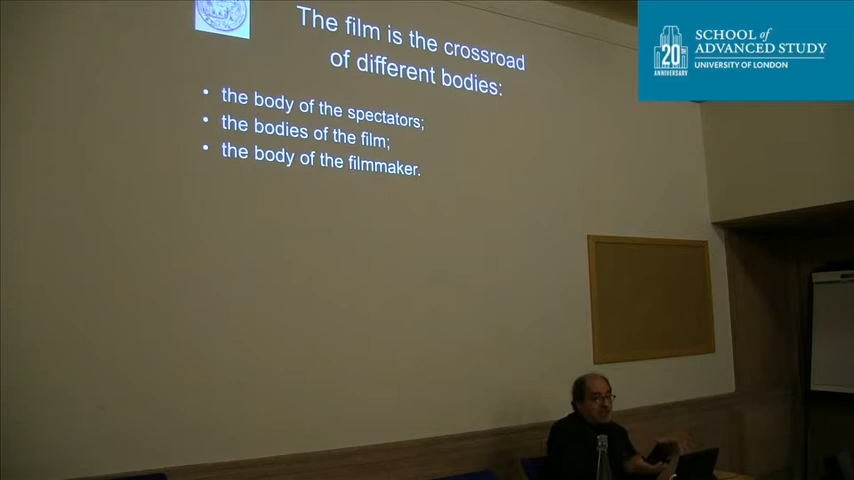 The film is the crossroad
of different bodies:
• the body of the spectators;
• the bodies of the film;
• the body of the filmmaker.
SCHOOL of
ADVANCED STUDY
UNIVERSITY OF LONDON
20TH
ANNIVERSARY